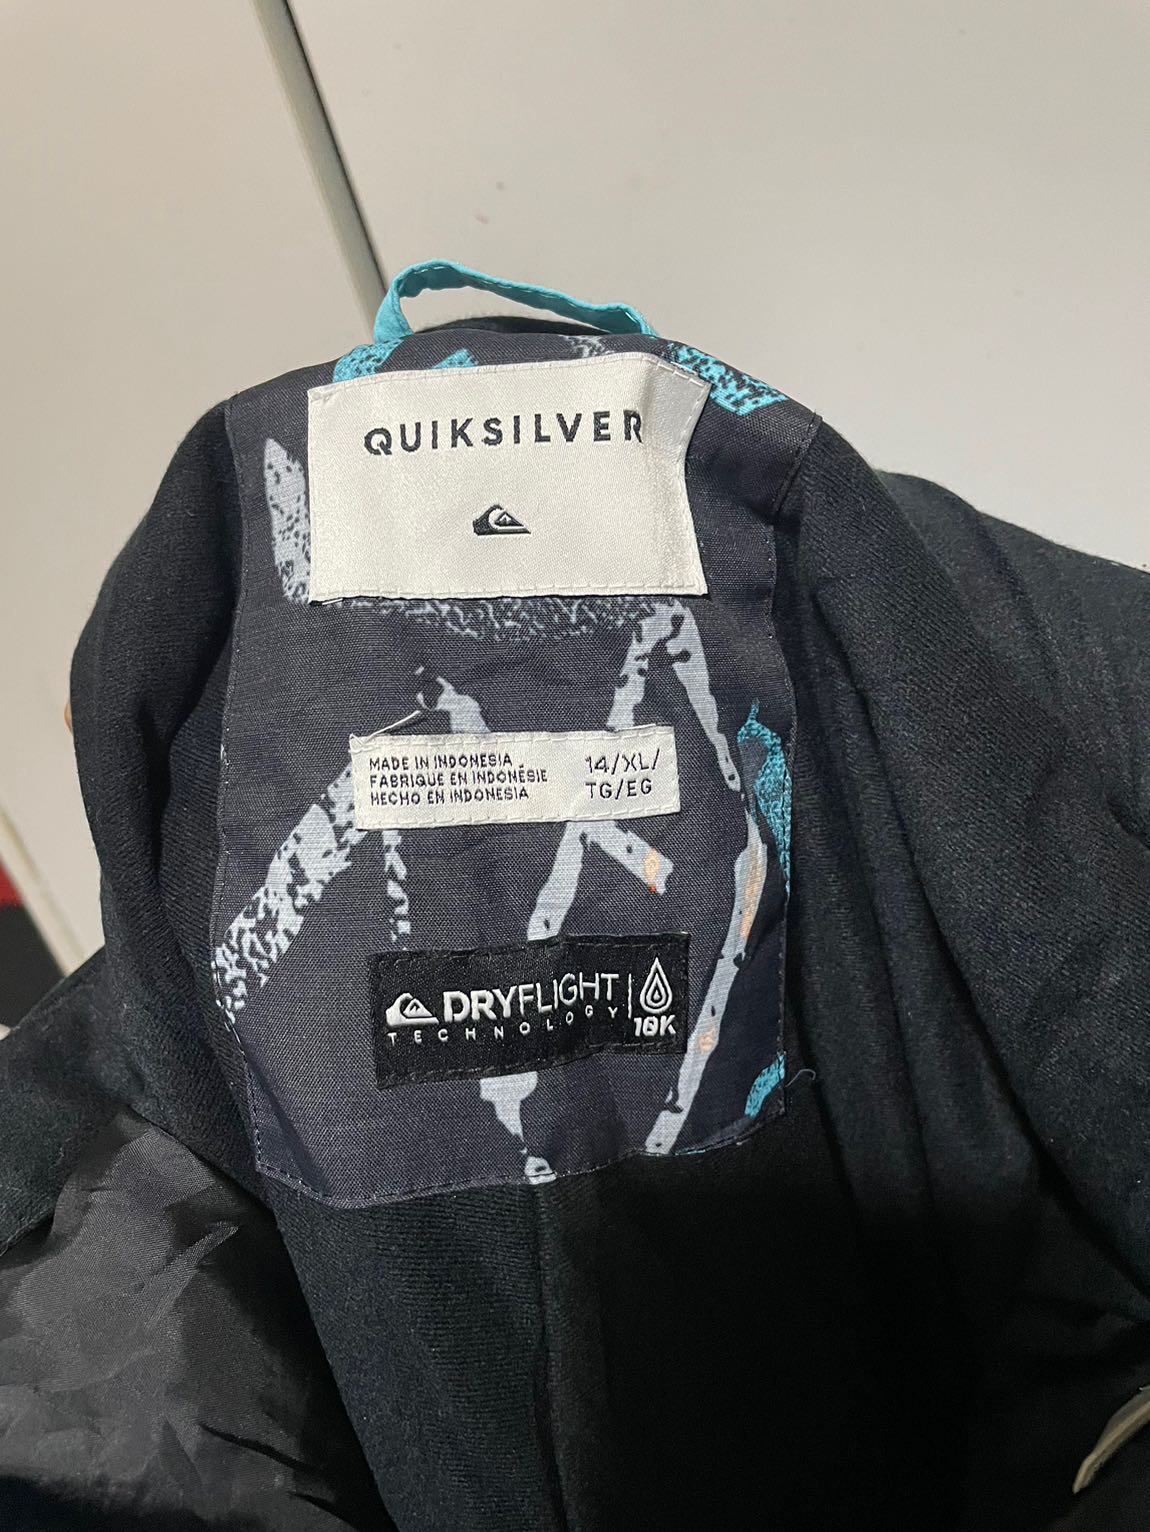 QUIKSILVER
MADE IN INDONESIA
FABRIQUE EN INDONÉSIE
HECHO EN INDONESIA
14/XL/
TG/EG
DRYFLIGHT
TECHNOLOGY
10K